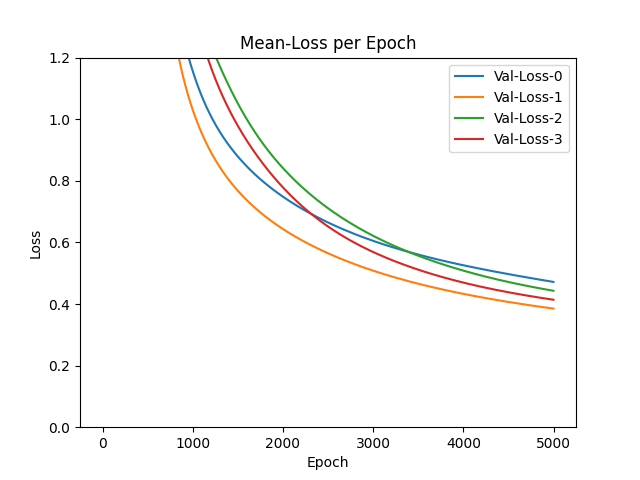 Mean-Loss per Epoch
1.2
1.0
0.8
0.6
0.4
0.2
0.0
Loss
Val-Loss-0
Val-Loss-1
Val-Loss-2
Val-Loss-3
0 1000 2000 3000 4000 5000
Epoch